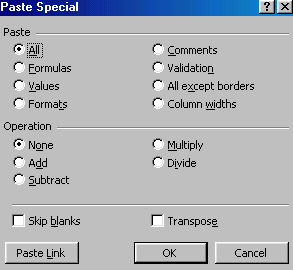 Paste Special
Paste
All
Comments
Formulas
Validation
Values
All except borders
Formats
Column widths
Operation
None
Multiply
Add
Divide
Subtract
Skip blanks
Transpose
Paste Link
OK
Cancel